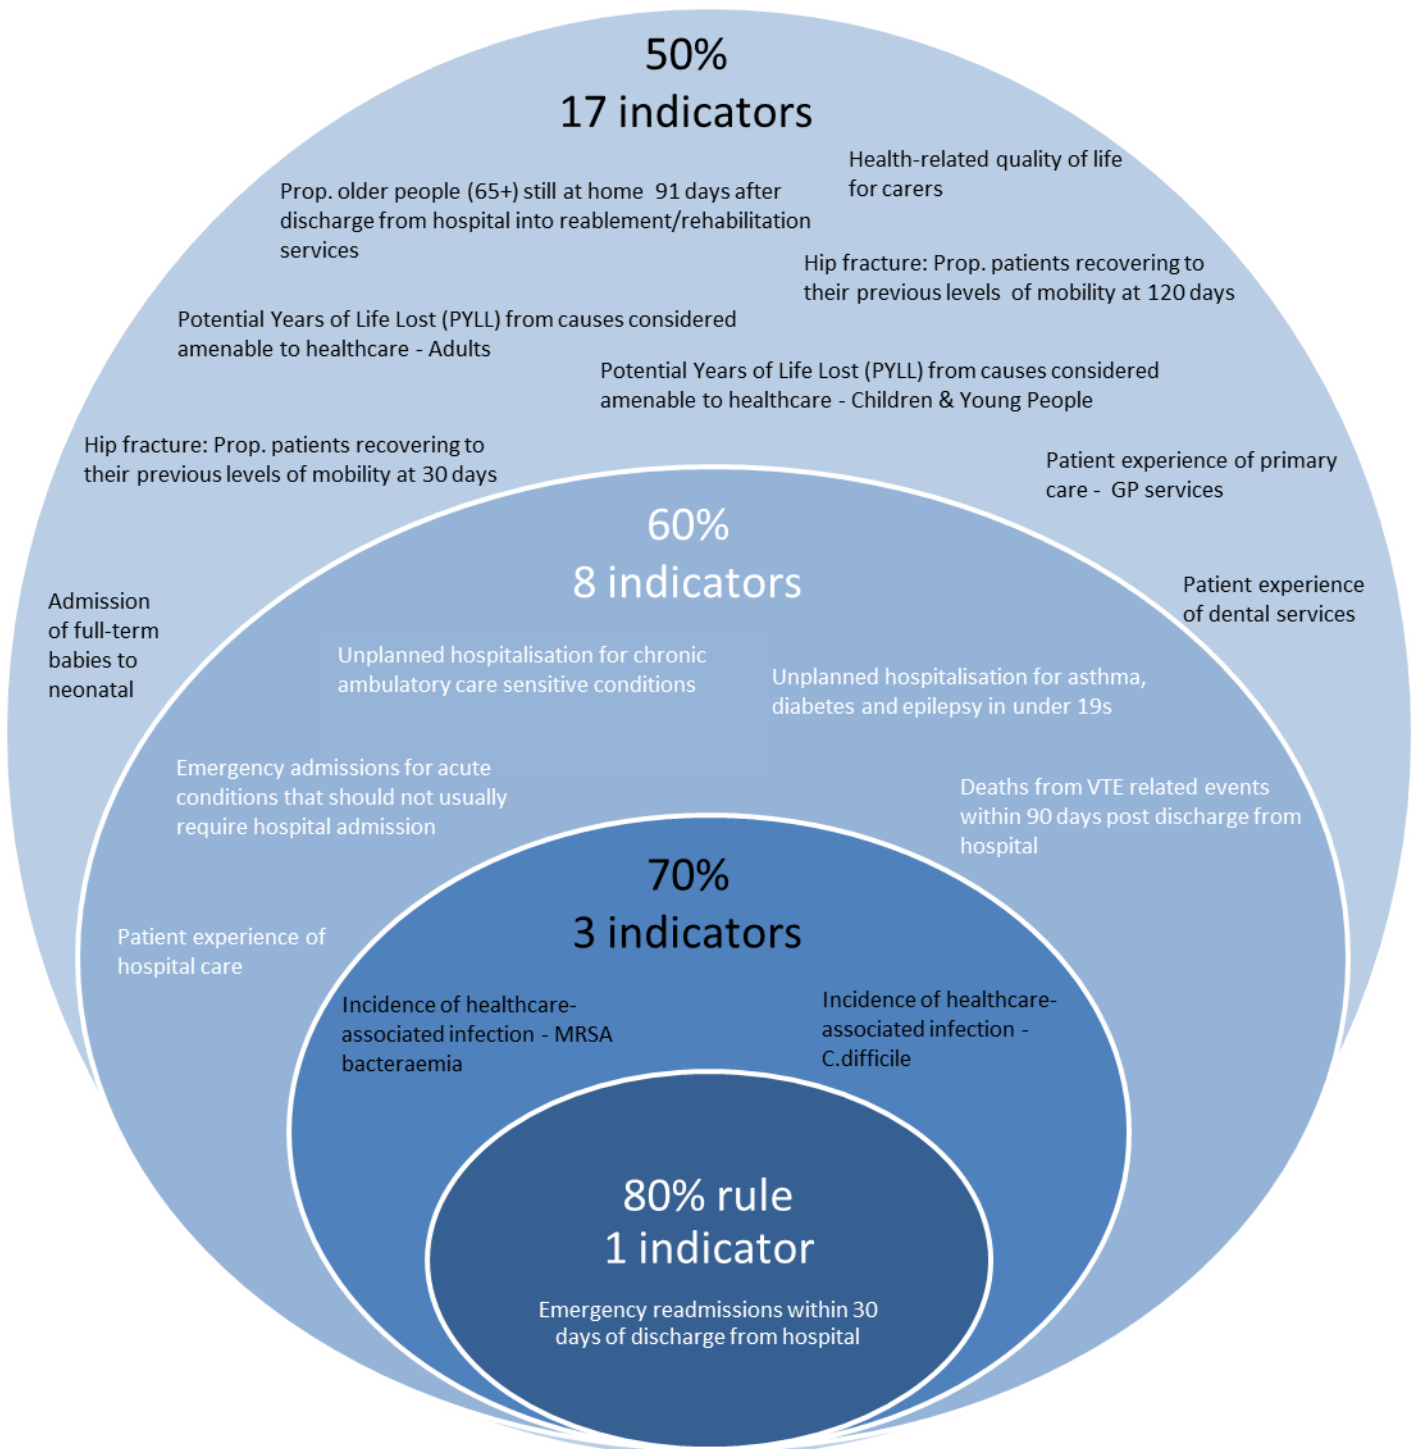 50%
17 indicators
Health-related quality of life
for carers
Prop. older people (65+) still at home  91 days after
discharge from hospital into reablement/rehabilitation
services
Hip fracture: Prop. patients recovering to
their previous levels  of mobility at 120 days
Potential Years of Life Lost (PYLL) from causes considered
amenable to healthcare - Adults
Potential Years of Life Lost (PYLL) from causes considered
amenable to healthcare - Children & Young People
Hip fracture: Prop. patients recovering to
their previous levels of mobility at 30 days
Patient experience of primary
care -  GP services
60%
8 indicators
Admission
of full-term
babies to
neonatal
Patient experience
of dental services
Unplanned hospitalisation for chronic
ambulatory care sensitive conditions
Unplanned hospitalisation for asthma,
diabetes and epilepsy in under 19s
Emergency admissions for acute
conditions that should not usually
require hospital admission
Deaths from VTE related events
within 90 days post discharge from
hospital
70%
3 indicators
Patient experience of
hospital care
Incidence of healthcare-
associated infection - MRSA
bacteraemia
Incidence of healthcare-
associated infection -
C.difficile
80% rule
1 indicator
Emergency readmissions within 30
days of discharge from hospital